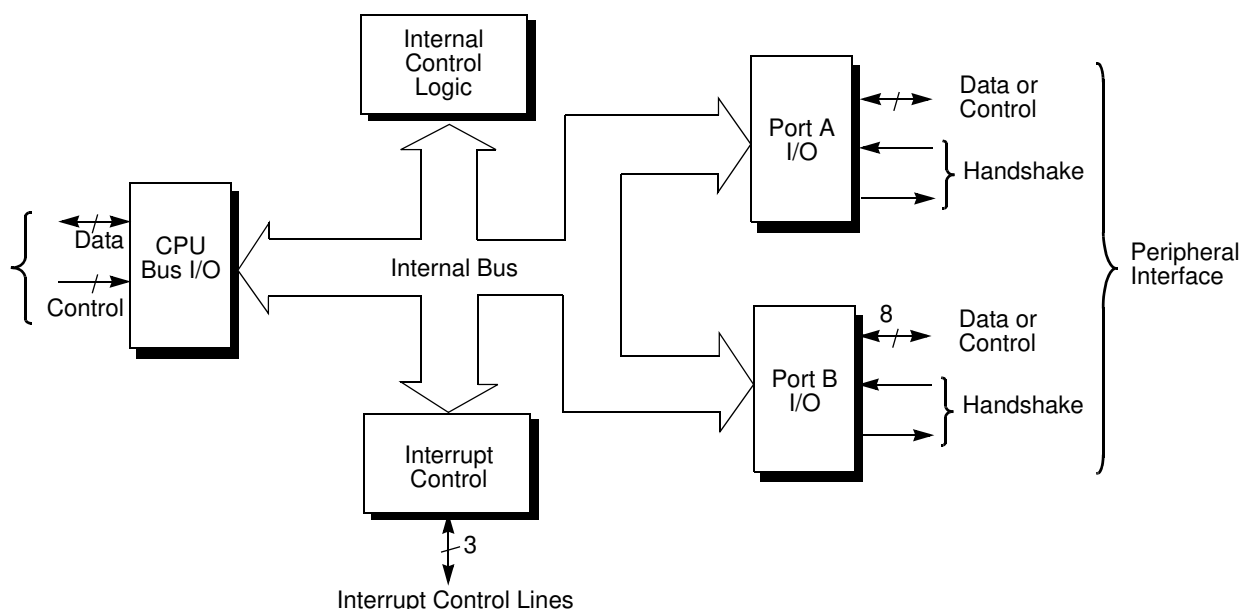 Internal
Control
Logic
Port A
I/O
Data or
Control
Handshake
CPU
Bus I/O
Data
Control
Internal Bus
Peripheral
Interface
Port B
I/O
8
Data or
Control
Handshake
Interrupt
Control
3
Interrupt Control Lines